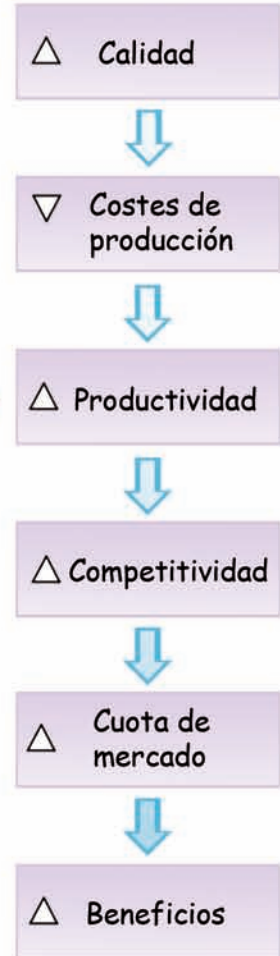 △ Calidad
▽ Costes de
producción
△ Productividad
△ Competitividad
△ Cuota de
mercado
△ Beneficios